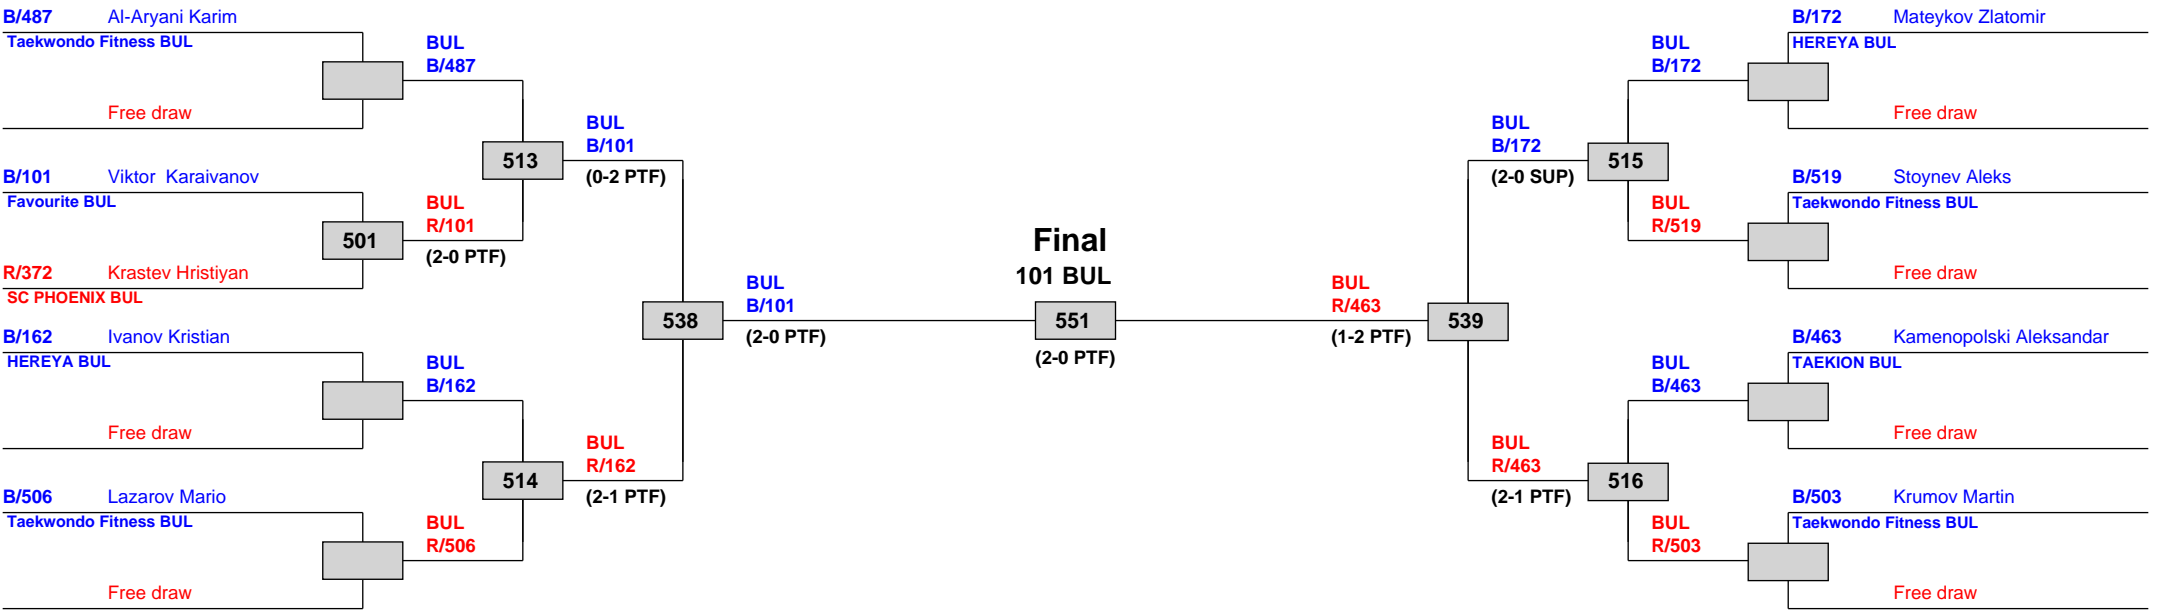 B/487 Al-Aryani Karim
Taekwondo Fitness BUL
Free draw
B/101 Viktor  Karaivanov
Favourite BUL
R/372 Krastev Hristiyan
SC PHOENIX BUL
B/162 Ivanov Kristian
HEREYA BUL
Free draw
B/506 Lazarov Mario
Taekwondo Fitness BUL
Free draw
501
BUL
B/487
BUL
R/101
(2-0 PTF)
BUL
B/162
BUL
R/506
513
514
BUL
B/101
(0-2 PTF)
BUL
R/162
(2-1 PTF)
538
BUL
B/101
(2-0 PTF)
Final
101 BUL
551
(2-0 PTF)
BUL
R/463
(1-2 PTF)
539
BUL
B/172
(2-0 SUP)
BUL
R/463
(2-1 PTF)
515
516
BUL
B/172
BUL
R/519
BUL
B/463
BUL
R/503
B/172 Mateykov Zlatomir
HEREYA BUL
Free draw
B/519 Stoynev Aleks
Taekwondo Fitness BUL
Free draw
B/463 Kamenopolski Aleksandar
TAEKION BUL
Free draw
B/503 Krumov Martin
Taekwondo Fitness BUL
Free draw